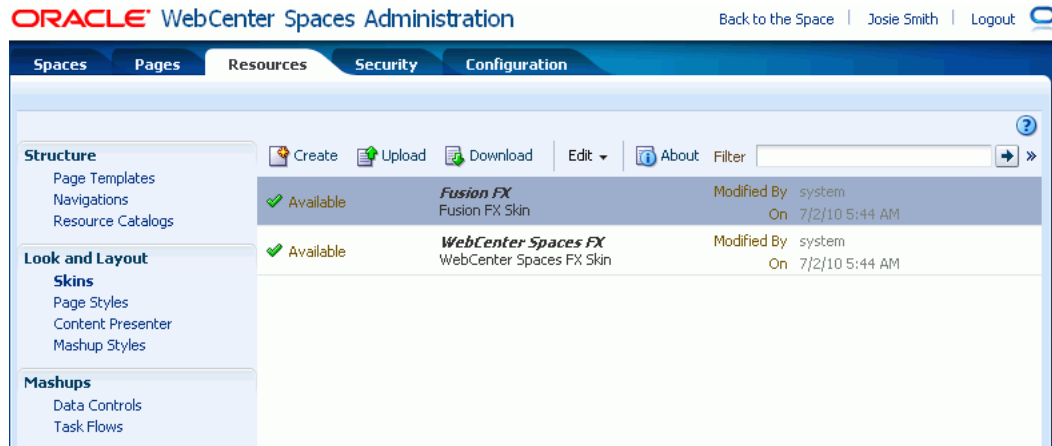 ORACLE WebCenter Spaces Administration
Back to the Space | Josie Smith | Logout
Spaces Pages Resources Security Configuration
Structure
Page Templates
Navigations
Resource Catalogs
Look and Layout
Skins
Page Styles
Content Presenter
Mashup Styles
Mashups
Data Controls
Task Flows
Create Upload Download Edit About Filter
Available Fusion FX Modified By system
Fusion FX Skin On 7/2/10 5:44 AM
Available WebCenter Spaces FX Modified By system
WebCenter Spaces FX Skin On 7/2/10 5:44 AM